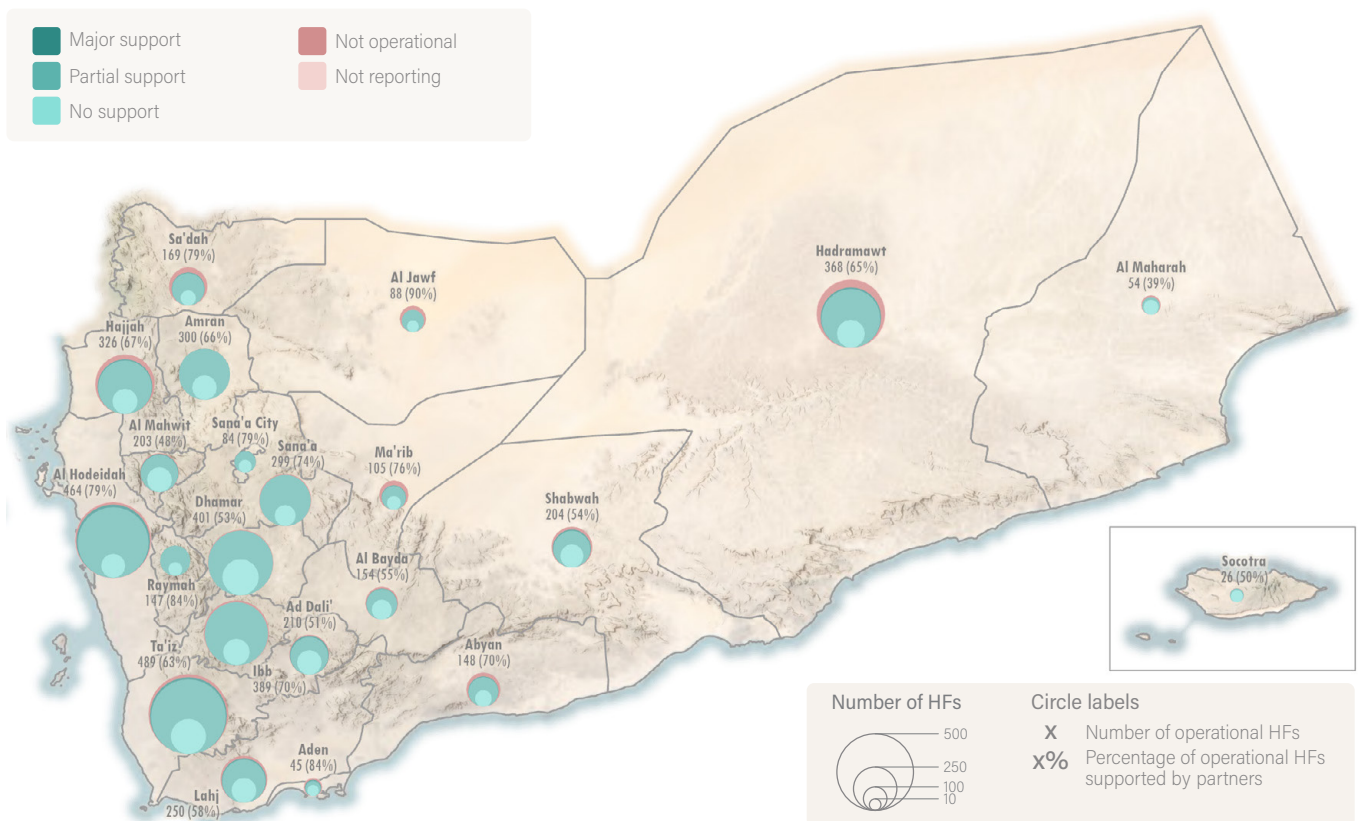 Major support
Partial support
No support
Not operational
Not reporting
Sa'dah
169 (79%)
Al Jawf
88 (90%)
Hadramawt
368 (65%)
Al Maharah
54 (39%)
Hajjah
326 (67%)
Amran
300 (66%)
Al Mahwit
203 (48%)
Sana'a City
84 (79%)
Sana'a
299 (74%)
Ma'rib
105 (76%)
Al Hodeidah
464 (79%)
Dhamar
401 (53%)
Shabwah
204 (54%)
Al Bayda
154 (55%)
Raymah
147 (84%)
Ad Dali'
210 (51%)
Socotra
26 (50%)
Ta'iz
489 (63%)
Ibb
389 (70%)
Abyan
148 (70%)
Aden
45 (84%)
Lahj
250 (58%)
Number of HFs
500
250
100
10
Circle labels
X Number of operational HFs
x% Percentage of operational HFs
supported by partners